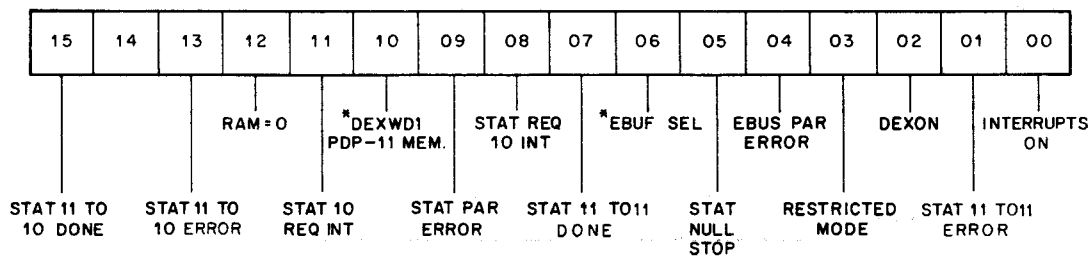 15 14 13 12 11 10 09 08 07 06 05 04 03 02 01 00
RAM=0 *DEXWD1 STAT REQ *EBUF SEL EBUS PAR DEXON INTERRUPTS
PDP-11 MEM. 10 INT ERROR ON
STAT 11 TO STAT 11 TO STAT 10 STAT PAR STAT 11 TO11 STAT RESTRICTED STAT 11 TO11
10 DONE 10 ERROR REQ INT ERROR DONE NULL MODE ERROR
STOP